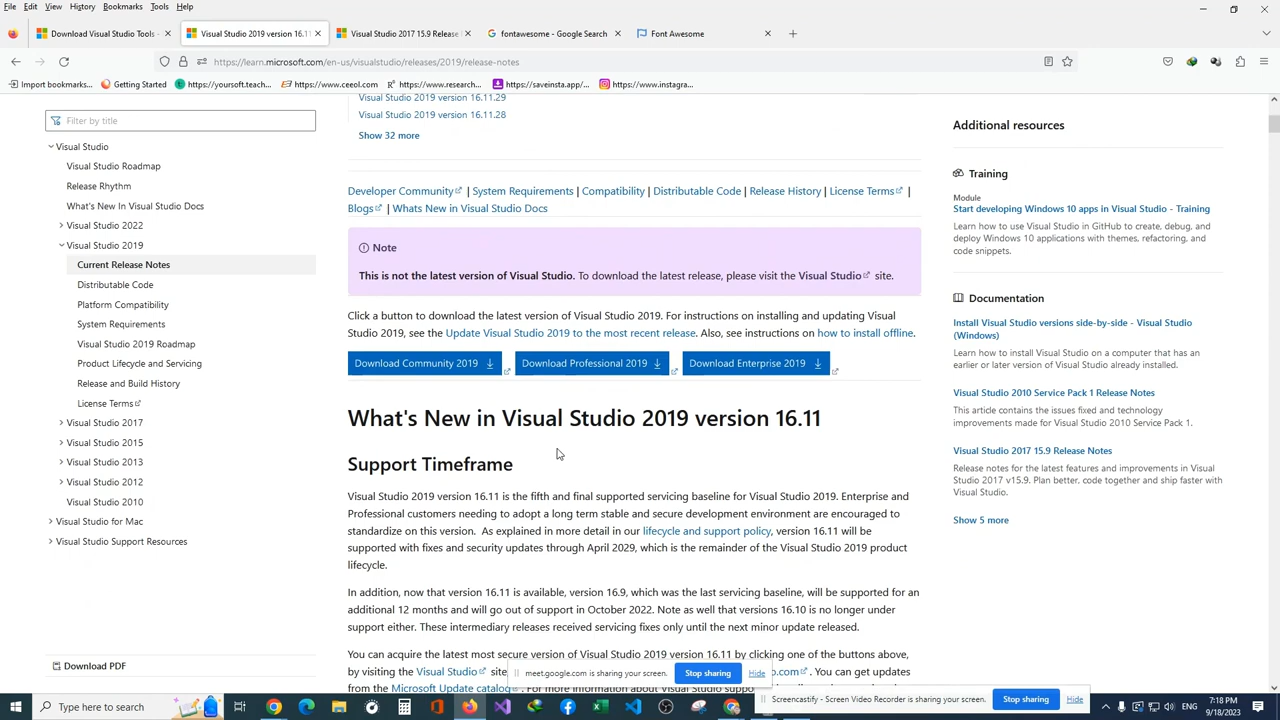 File Edit View History Bookmarks Tools Help
Download Visual Studio Tools -
Visual Studio 2019 version 16.11
Visual Studio 2017 15.9 Release
fontawesome - Google Search
Font Awesome
https://learn.microsoft.com/en-us/visualstudio/releases/2019/release-notes
Import bookmarks...
Getting Started
https://yoursoft.teach...
https://www.ceeol.com
https://www.research...
https://saveinsta.app/...
https://www.instagra...
Filter by title
Visual Studio
Visual Studio Roadmap
Release Rhythm
What's New In Visual Studio Docs
Visual Studio 2022
Visual Studio 2019
Current Release Notes
Distributable Code
Platform Compatibility
System Requirements
Visual Studio 2019 Roadmap
Product Lifecycle and Servicing
Release and Build History
License Terms
Visual Studio 2017
Visual Studio 2015
Visual Studio 2013
Visual Studio 2012
Visual Studio 2010
Visual Studio for Mac
Visual Studio Support Resources
Download PDF
Visual Studio 2019 version 16.11.29
Visual Studio 2019 version 16.11.28
Show 32 more
Developer Community | System Requirements | Compatibility | Distributable Code | Release History | License Terms |
Blogs | Whats New in Visual Studio Docs
Note
This is not the latest version of Visual Studio. To download the latest release, please visit the Visual Studio site.
Click a button to download the latest version of Visual Studio 2019. For instructions on installing and updating Visual
Studio 2019, see the Update Visual Studio 2019 to the most recent release. Also, see instructions on how to install offline.
Download Community 2019
Download Professional 2019
Download Enterprise 2019
What's New in Visual Studio 2019 version 16.11
Support Timeframe
Visual Studio 2019 version 16.11 is the fifth and final supported servicing baseline for Visual Studio 2019. Enterprise and
Professional customers needing to adopt a long term stable and secure development environment are encouraged to
standardize on this version. As explained in more detail in our lifecycle and support policy, version 16.11 will be
supported with fixes and security updates through April 2029, which is the remainder of the Visual Studio 2019 product
lifecycle.
In addition, now that version 16.11 is available, version 16.9, which was the last servicing baseline, will be supported for an
additional 12 months and will go out of support in October 2022. Note as well that versions 16.10 is no longer under
support either. These intermediary releases received servicing fixes only until the next minor update released.
You can acquire the latest most secure version of Visual Studio 2019 version 16.11 by clicking one of the buttons above,
by visiting the Visual Studio site o.com. You can get updates
from the Microsoft Update catalog. For more information about Visual Studio suppo
Additional resources
Training
Module
Start developing Windows 10 apps in Visual Studio - Training
Learn how to use Visual Studio in GitHub to create, debug, and
deploy Windows 10 applications with themes, refactoring, and
code snippets.
Documentation
Install Visual Studio versions side-by-side - Visual Studio
(Windows)
Learn how to install Visual Studio on a computer that has an
earlier or later version of Visual Studio already installed.
Visual Studio 2010 Service Pack 1 Release Notes
This article contains the issues fixed and technology
improvements made for Visual Studio 2010 Service Pack 1.
Visual Studio 2017 15.9 Release Notes
Release notes for the latest features and improvements in Visual
Studio 2017 v15.9. Plan better, code together and ship faster with
Visual Studio.
Show 5 more
meet.google.com is sharing your screen. Stop sharing Hide
Screencastify - Screen Video Recorder is sharing your screen. Stop sharing Hide
Type here to search
ENG
7:18 PM
9/18/2023